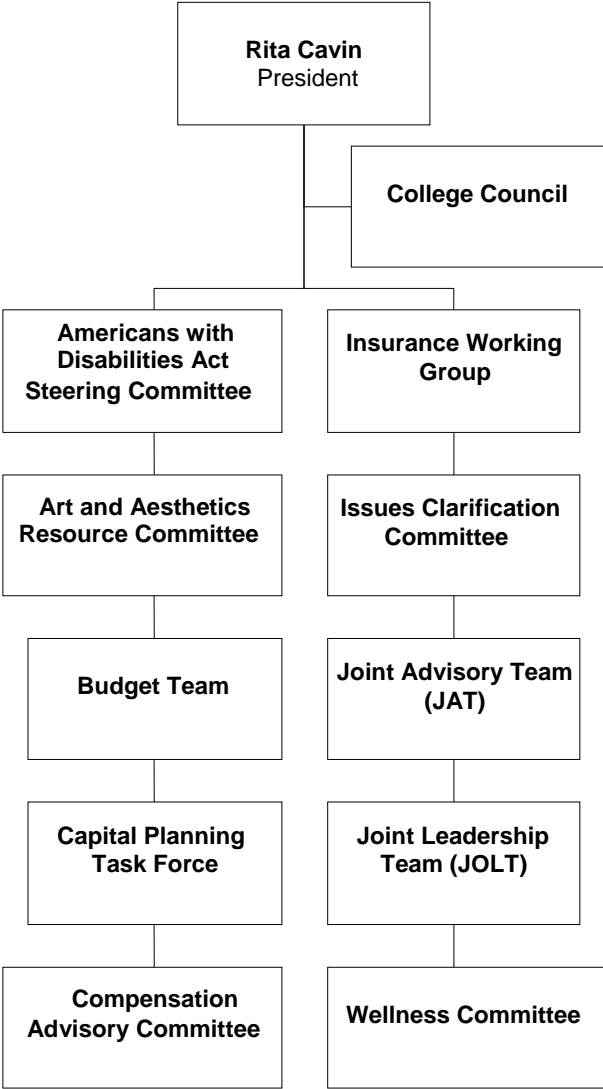 Rita Cavin
President
College Council
Americans with
Disabilities Act
Steering Committee
Insurance Working
Group
Art and Aesthetics
Resource Committee
Issues Clarification
Committee
Budget Team
Joint Advisory Team
(JAT)
Capital Planning
Task Force
Joint Leadership
Team (JOLT)
Compensation
Advisory Committee
Wellness Committee